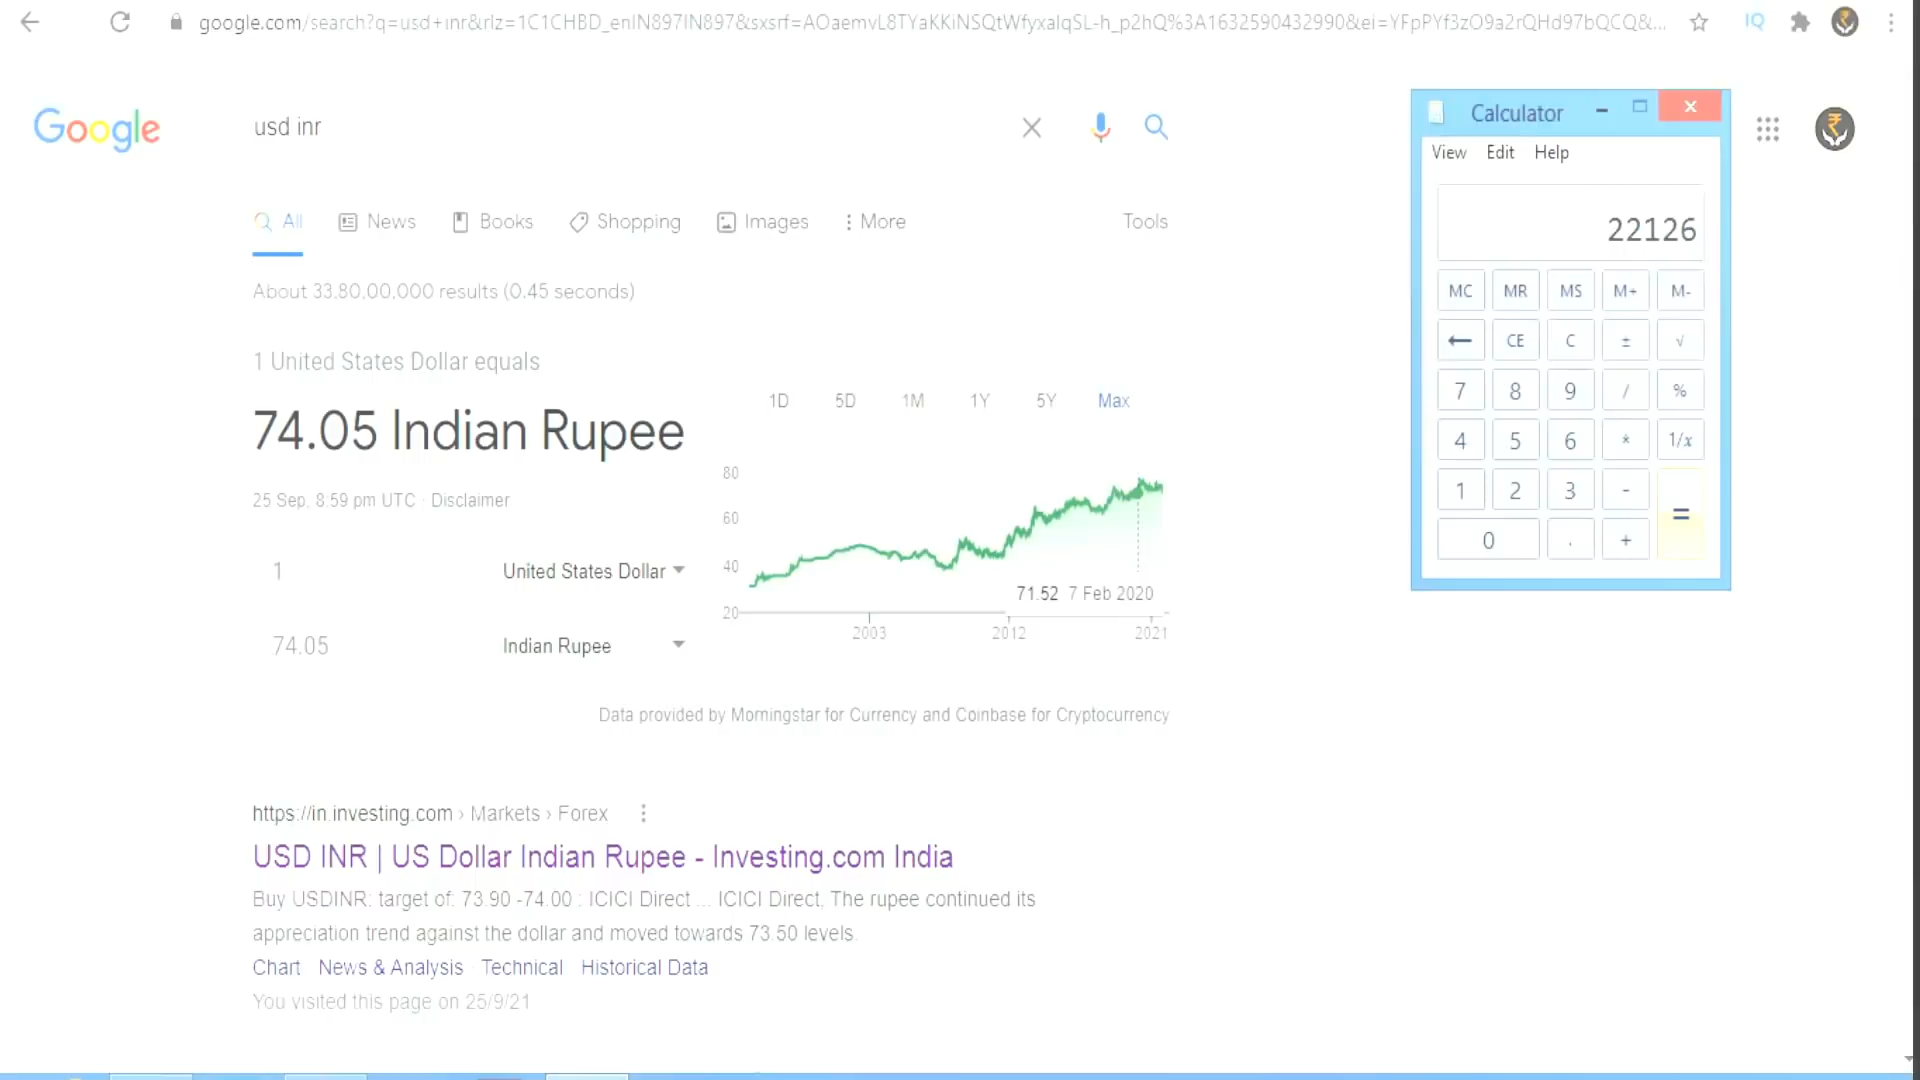 google.com/search?q=usd+inr&rlz=1C1CHBD_enIN897IN897&sxsrf=AOaemvL8TYaKKiNSQtWfyxaIqSL-h_p2hQ%3A1632590432990&ei=YFpPYf3zO9a2rQHd97bQCQ&...
IQ
Google
usd inr
Calculator
View Edit Help
22126
MC MR MS M+ M-
← CE C ± √
7 8 9 / %
4 5 6 * 1/x
1 2 3 - =
0 . +
All News Books Shopping Images More Tools
About 33,80,00,000 results (0.45 seconds)
1 United States Dollar equals
74.05 Indian Rupee
25 Sep, 8:59 pm UTC · Disclaimer
1 United States Dollar
74.05 Indian Rupee
1D 5D 1M 1Y 5Y Max
80
60
40
20
71.52 7 Feb 2020
2003 2012 2021
Data provided by Morningstar for Currency and Coinbase for Cryptocurrency
https://in.investing.com › Markets › Forex
USD INR | US Dollar Indian Rupee - Investing.com India
Buy USDINR: target of: 73.90 -74.00 : ICICI Direct ... ICICI Direct, The rupee continued its
appreciation trend against the dollar and moved towards 73.50 levels.
Chart · News & Analysis · Technical · Historical Data
You visited this page on 25/9/21